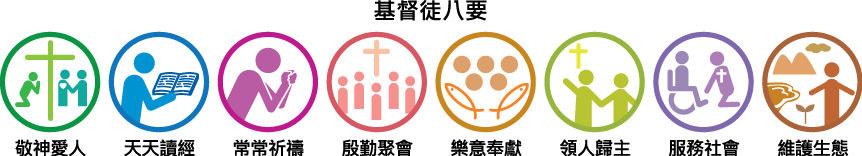 基督徒八要
敬神愛人
天天讀經
常常祈禱
殷勤聚會
樂意奉獻
領人歸主
服務社會
維護生態